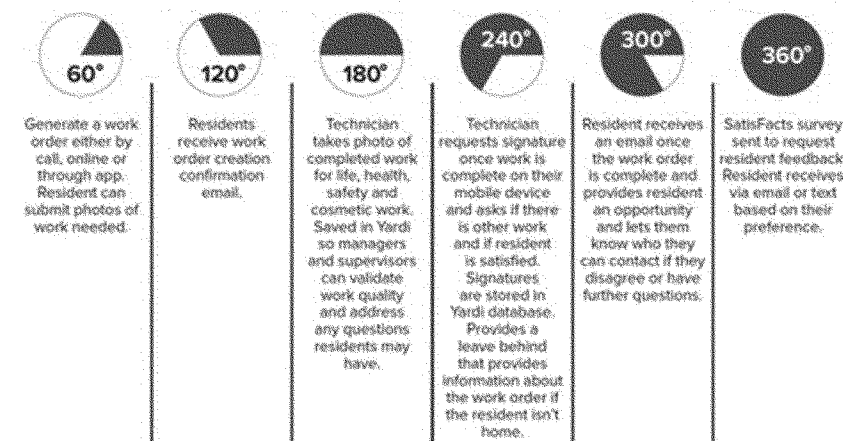 60°
Generate a work
order either by
call, online or
through app.
Resident can
submit photos of
work needed.
120°
Residents
receive work
order creation
confirmation
email.
180°
Technician
takes photo of
completed work
for life, health,
safety and
cosmetic work.
Saved in Yardi
so managers
and supervisors
can validate
work quality
and address
any questions
residents may
have.
240°
Technician
requests signature
once work is
complete on their
mobile device
and asks if there
is other work
and if resident
is satisfied.
Signatures
are stored in
Yardi database.
Provides a
leave behind
that provides
information about
the work order if
the resident isn't
home.
300°
Resident receives
an email once
the work order
is complete and
provides resident
an opportunity
and lets them
know who they
can contact if they
disagree or have
further questions.
360°
SatisFacts survey
sent to request
resident feedback
Resident receives
via email or text
based on their
preference.